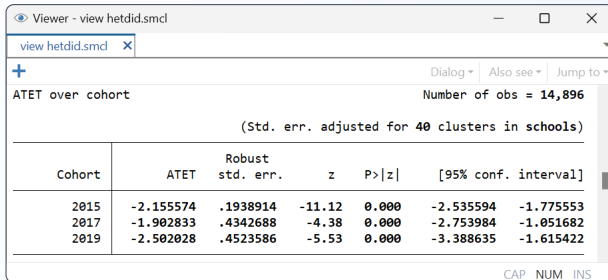 Viewer - view hetdid.smcl
view hetdid.smcl
Dialog Also see Jump to
ATET over cohort Number of obs = 14,896
(Std. err. adjusted for 40 clusters in schools)
Robust
Cohort ATET std. err. z P>|z| [95% conf. interval]
2015 -2.155574 .1938914 -11.12 0.000 -2.535594 -1.775553
2017 -1.902833 .4342688 -4.38 0.000 -2.753984 -1.051682
2019 -2.502028 .4523586 -5.53 0.000 -3.388635 -1.615422
CAP NUM INS